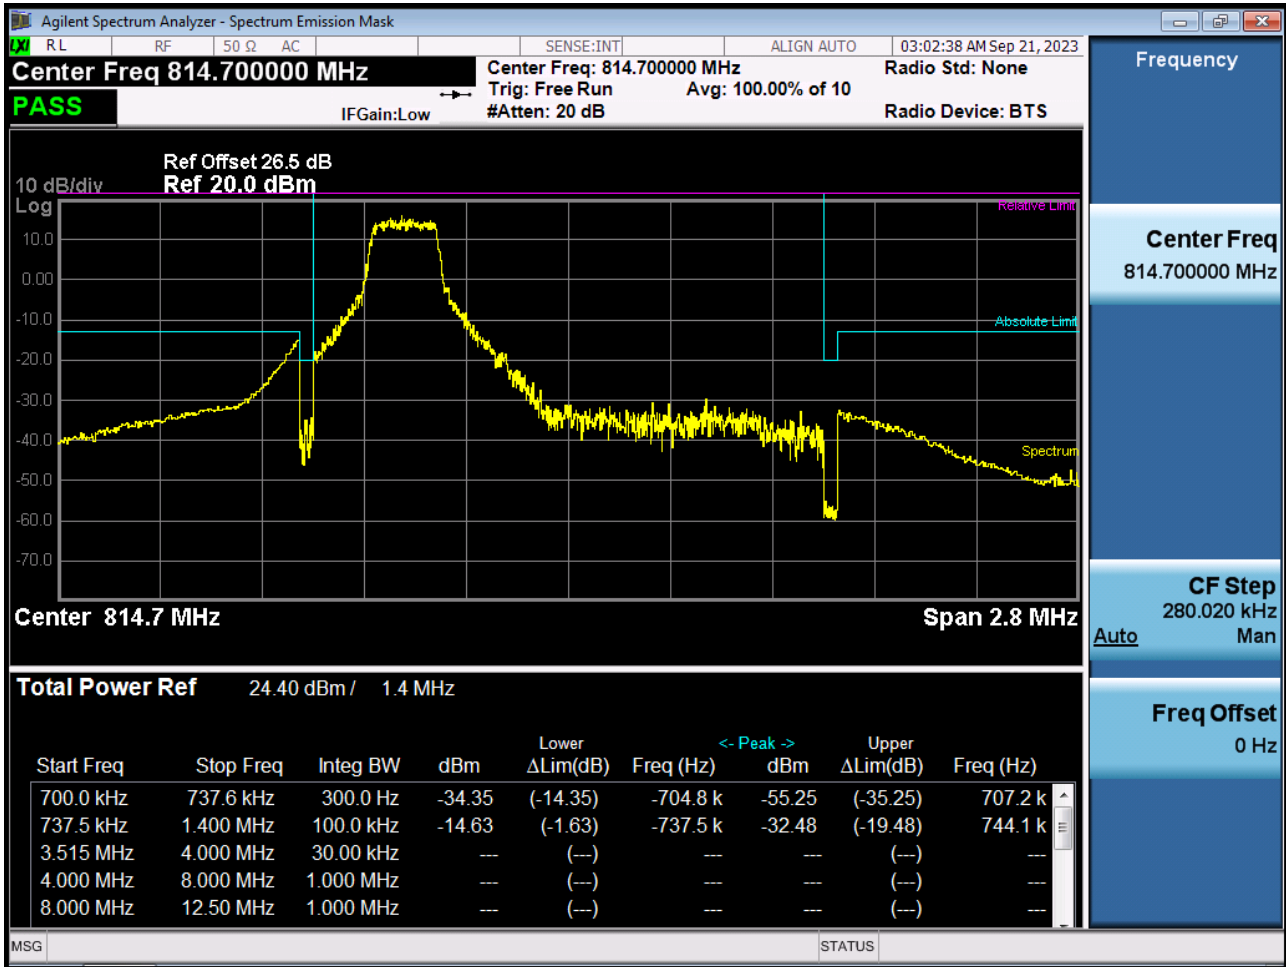 Agilent Spectrum Analyzer - Spectrum Emission Mask
LXI RL RF 50 Ω AC SENSE:INT ALIGN AUTO 03:02:38 AM Sep 21, 2023
Center Freq 814.700000 MHz
PASS
IFGain:Low
Center Freq: 814.700000 MHz
Trig: Free Run Avg: 100.00% of 10
#Atten: 20 dB
Radio Std: None
Radio Device: BTS
Ref Offset 26.5 dB
10 dB/div Ref 20.0 dBm
Log
Relative Limit
10.0
0.00
-10.0
Absolute Limit
-20.0
-30.0
-40.0
Spectrum
-50.0
-60.0
-70.0
Center 814.7 MHz Span 2.8 MHz
Total Power Ref 24.40 dBm / 1.4 MHz
Lower <- Peak -> Upper
Start Freq Stop Freq Integ BW dBm ΔLim(dB) Freq (Hz) dBm ΔLim(dB) Freq (Hz)
700.0 kHz 737.6 kHz 300.0 Hz -34.35 (-14.35) -704.8 k -55.25 (-35.25) 707.2 k
737.5 kHz 1.400 MHz 100.0 kHz -14.63 (-1.63) -737.5 k -32.48 (-19.48) 744.1 k
3.515 MHz 4.000 MHz 30.00 kHz --- (---) --- --- (---) ---
4.000 MHz 8.000 MHz 1.000 MHz --- (---) --- --- (---) ---
8.000 MHz 12.50 MHz 1.000 MHz --- (---) --- --- (---) ---
MSG STATUS
Frequency
Center Freq
814.700000 MHz
CF Step
280.020 kHz
Auto Man
Freq Offset
0 Hz